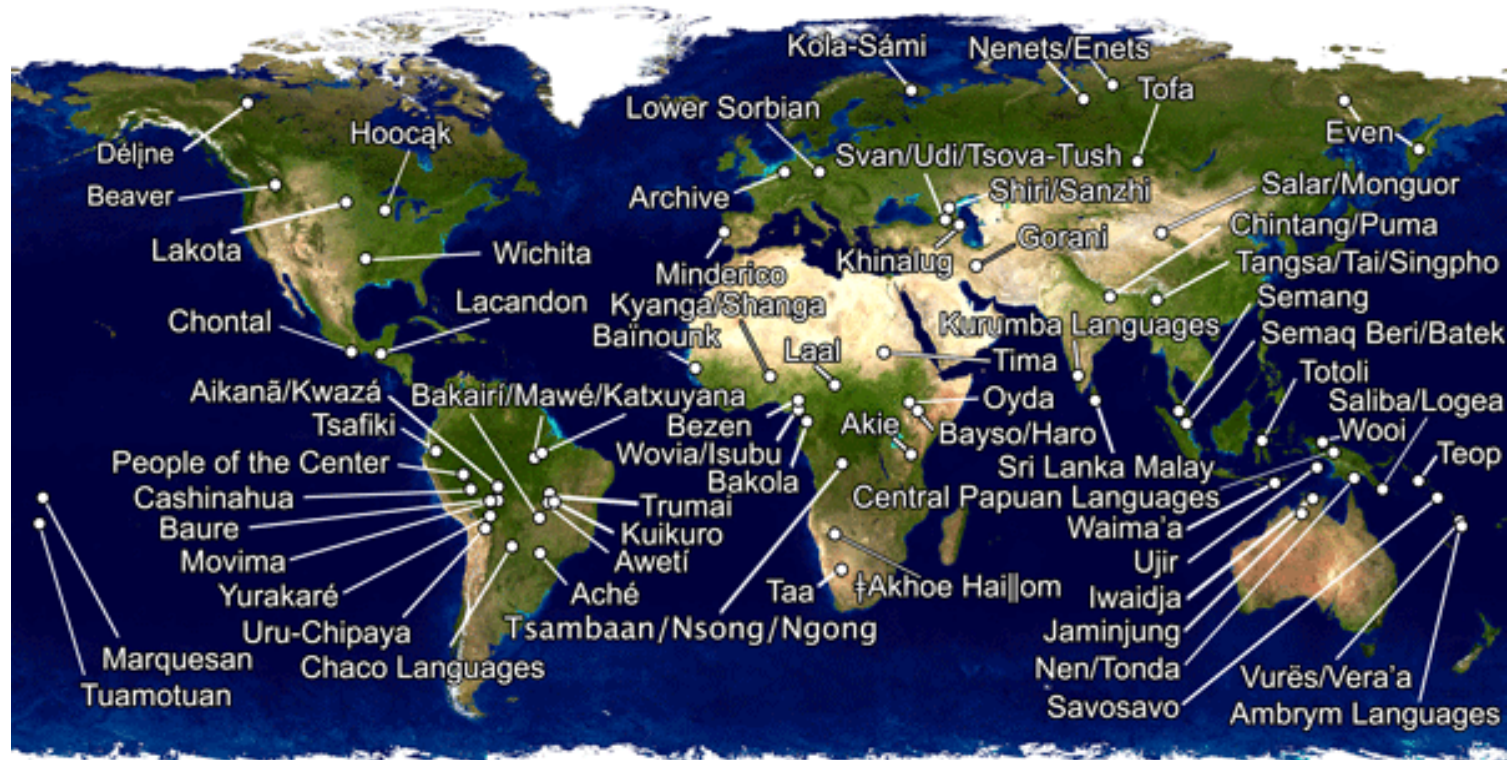 Kola-Sámi
Nenets/Enets
Tofa
Lower Sorbian
Hoocąk
Even
Délįne
Svan/Udi/Tsova-Tush
Beaver
Archive
Shiri/Sanzhi
Salar/Monguor
Chintang/Puma
Lakota
Wichita
Khinalug
Gorani
Tangsa/Tai/Singpho
Minderico
Kyanga/Shanga
Lacandon
Semang
Chontal
Baïnounk
Kurumba Languages
Semaq Beri/Batek
Laal
Tima
Totoli
Aikanã/Kwazá
Bakairí/Mawé/Katxuyana
Oyda
Saliba/Logea
Tsafiki
Bezen
Akie
Bayso/Haro
Wooi
People of the Center
Wovia/Isubu
Sri Lanka Malay
Teop
Bakola
Cashinahua
Trumai
Central Papuan Languages
Baure
Kuikuro
Waima'a
Movima
Awetí
Ujir
Yurakaré
Aché
Taa
ǂAkhoe Haiǁom
Iwaidja
Uru-Chipaya
Tsambaan/Nsong/Ngong
Jaminjung
Marquesan
Chaco Languages
Nen/Tonda
Vurës/Vera'a
Tuamotuan
Savosavo
Ambrym Languages